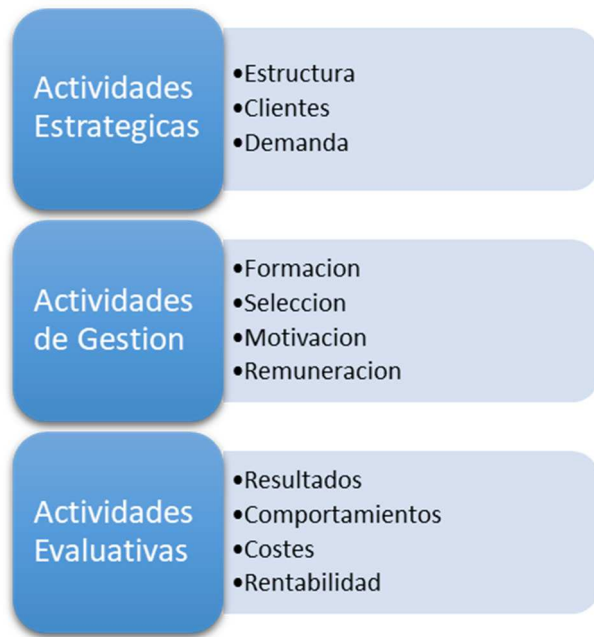 Actividades
Estrategicas
•Estructura
•Clientes
•Demanda
Actividades
de Gestion
•Formacion
•Seleccion
•Motivacion
•Remuneracion
Actividades
Evaluativas
•Resultados
•Comportamientos
•Costes
•Rentabilidad